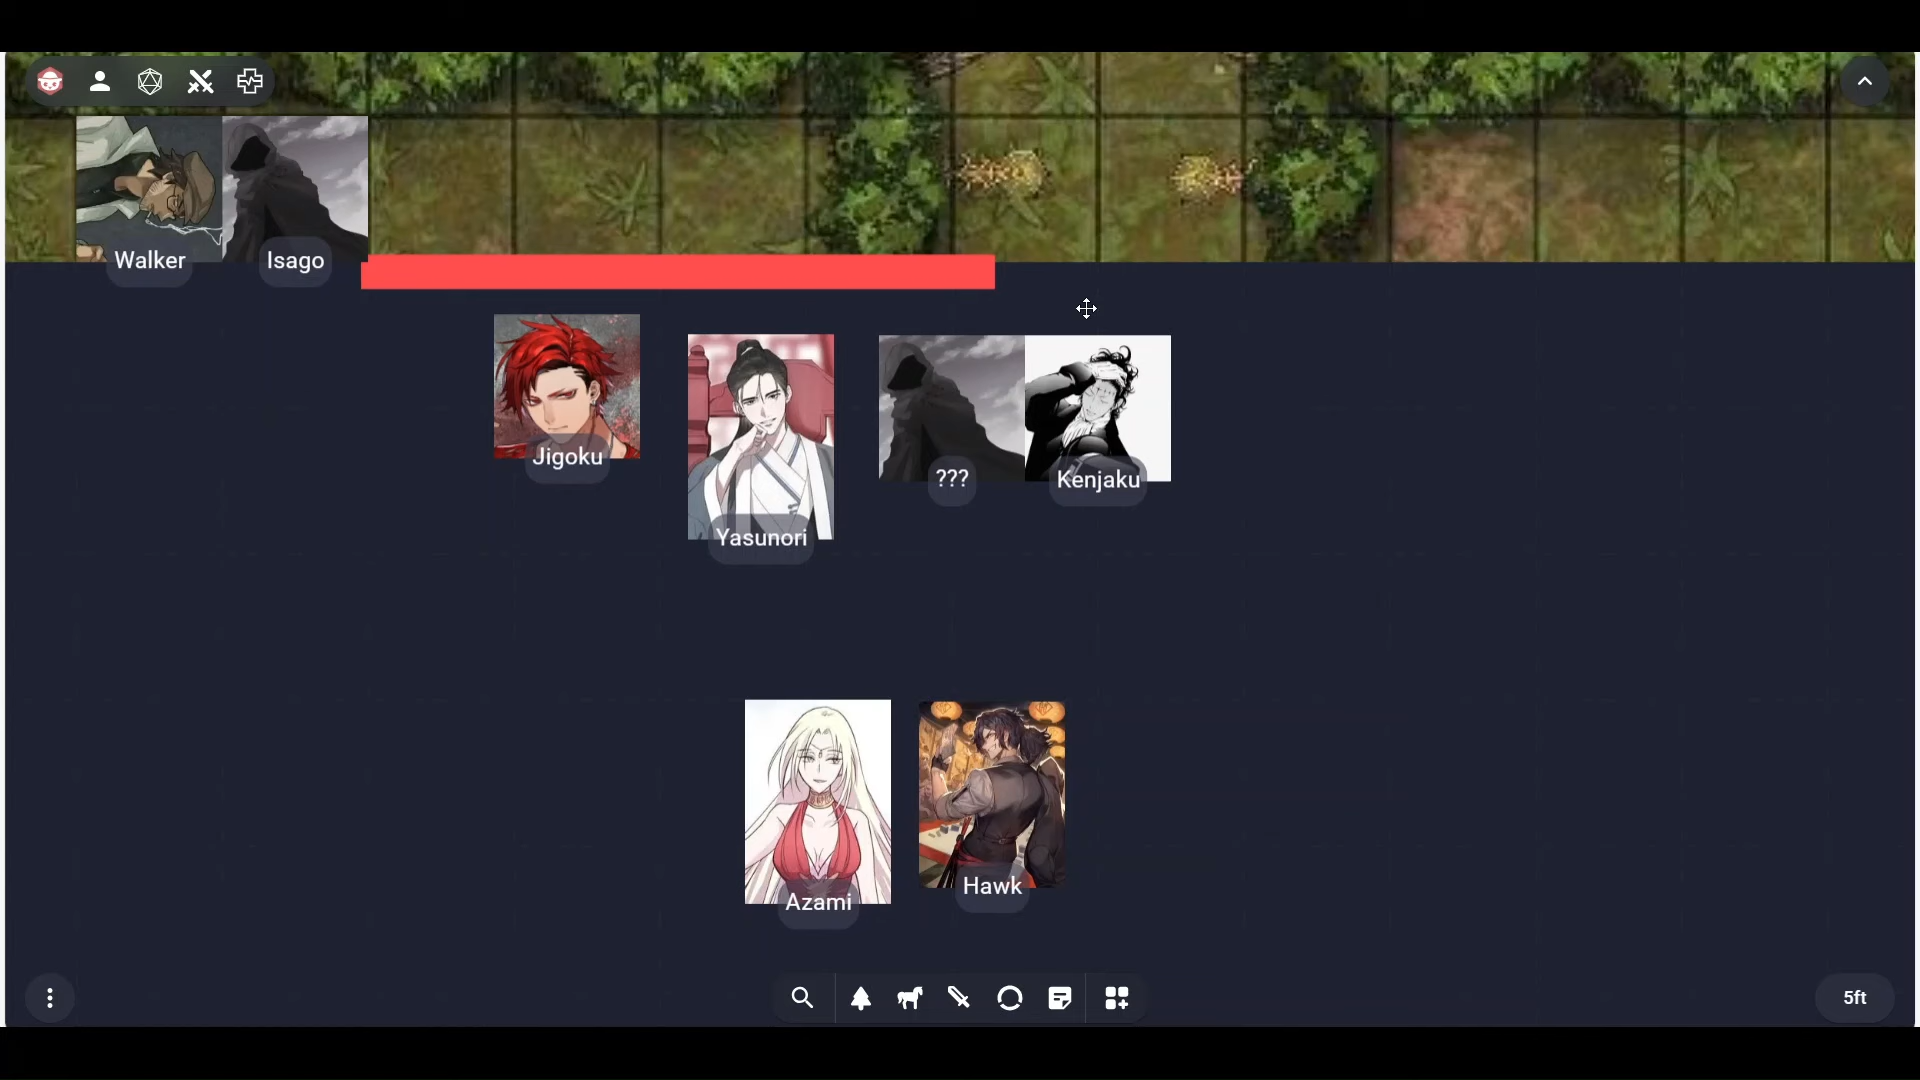 Walker
Isago
Jigoku
???
Kenjaku
Yasunori
Hawk
Azami
5ft